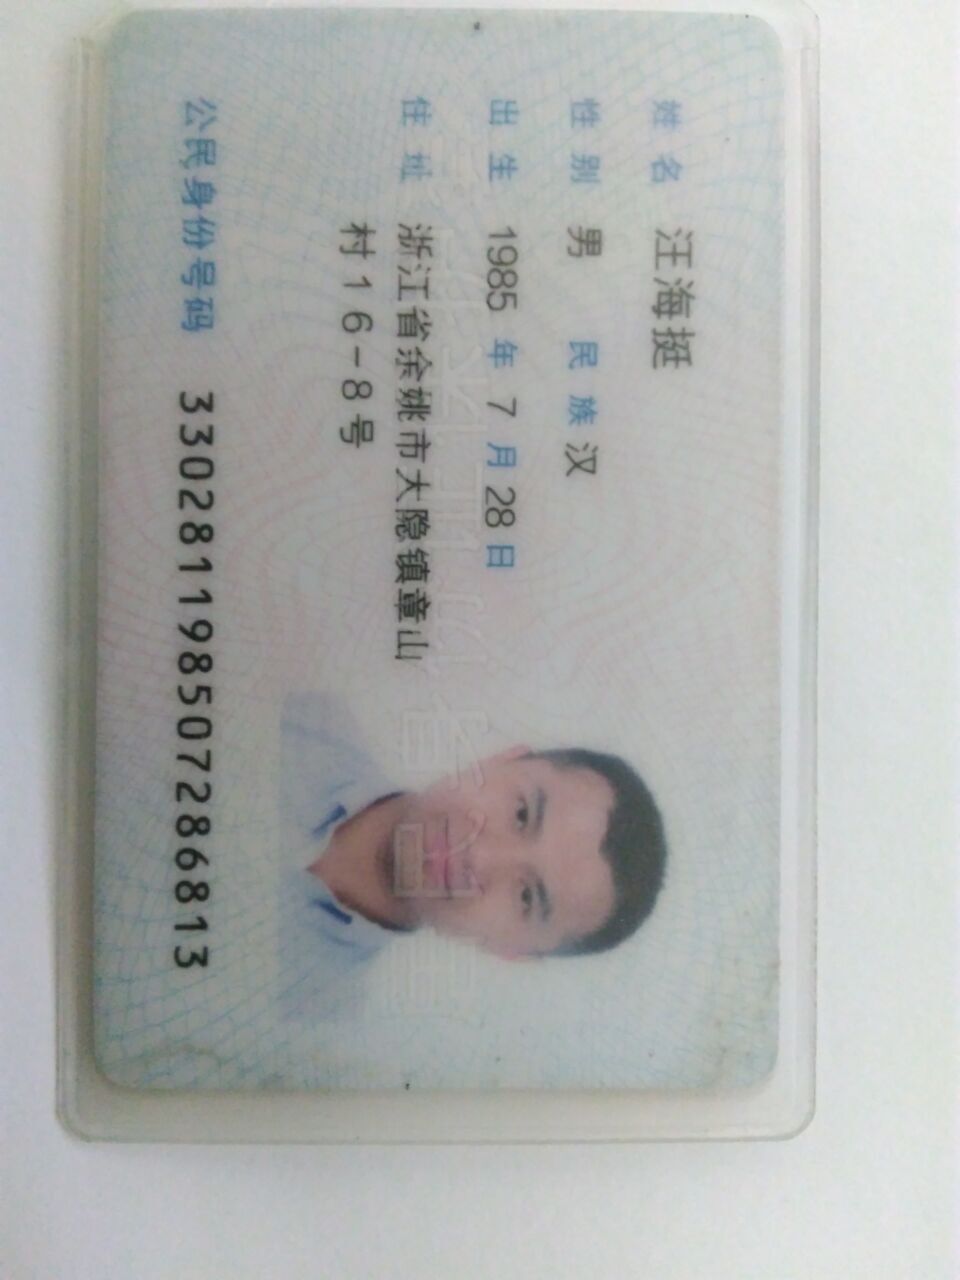 姓名 汪海挺
性别 男 民族 汉
出生 1985 年 7 月 28 日
住址 浙江省余姚市大隐镇章山
村16-8号
公民身份号码 330281198507286813